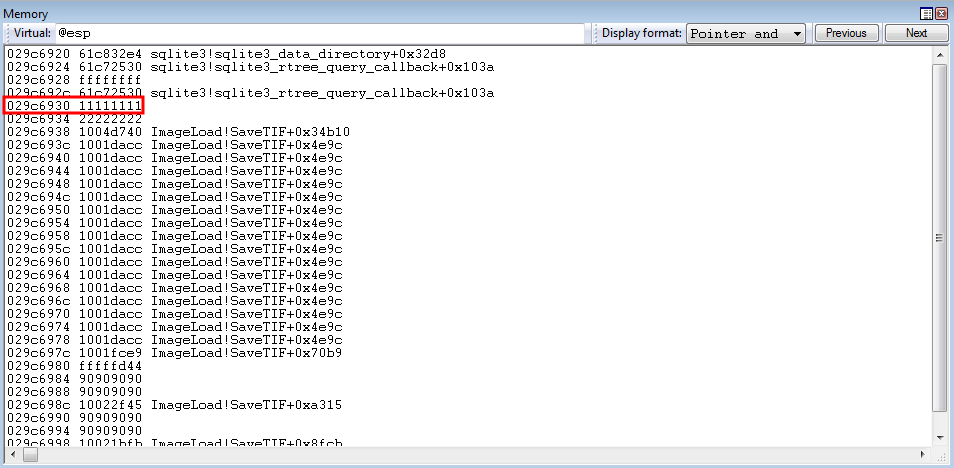 Memory
Virtual: @esp Display format: Pointer and Previous Next
029c6920 61c832e4 sqlite3!sqlite3_data_directory+0x32d8
029c6924 61c72530 sqlite3!sqlite3_rtree_query_callback+0x103a
029c6928 ffffffff
029c692c 61c72530 sqlite3!sqlite3_rtree_query_callback+0x103a
029c6930 11111111
029c6934 22222222
029c6938 1004d740 ImageLoad!SaveTIF+0x34b10
029c693c 1001dacc ImageLoad!SaveTIF+0x4e9c
029c6940 1001dacc ImageLoad!SaveTIF+0x4e9c
029c6944 1001dacc ImageLoad!SaveTIF+0x4e9c
029c6948 1001dacc ImageLoad!SaveTIF+0x4e9c
029c694c 1001dacc ImageLoad!SaveTIF+0x4e9c
029c6950 1001dacc ImageLoad!SaveTIF+0x4e9c
029c6954 1001dacc ImageLoad!SaveTIF+0x4e9c
029c6958 1001dacc ImageLoad!SaveTIF+0x4e9c
029c695c 1001dacc ImageLoad!SaveTIF+0x4e9c
029c6960 1001dacc ImageLoad!SaveTIF+0x4e9c
029c6964 1001dacc ImageLoad!SaveTIF+0x4e9c
029c6968 1001dacc ImageLoad!SaveTIF+0x4e9c
029c696c 1001dacc ImageLoad!SaveTIF+0x4e9c
029c6970 1001dacc ImageLoad!SaveTIF+0x4e9c
029c6974 1001dacc ImageLoad!SaveTIF+0x4e9c
029c6978 1001dacc ImageLoad!SaveTIF+0x4e9c
029c697c 1001fce9 ImageLoad!SaveTIF+0x70b9
029c6980 fffffd44
029c6984 90909090
029c6988 90909090
029c698c 10022f45 ImageLoad!SaveTIF+0xa315
029c6990 90909090
029c6994 90909090
029c6998 10021bfb ImageLoad!SaveTIF+0x8fcb